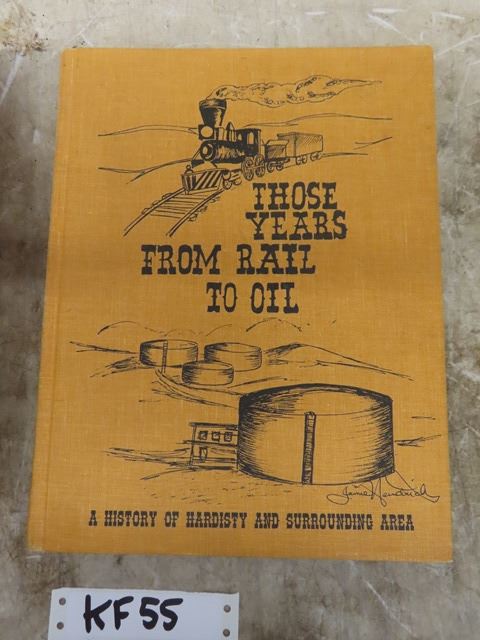 THOSE
YEARS
FROM RAIL
TO OIL
A HISTORY OF HARDISTY AND SURROUNDING AREA
KF55